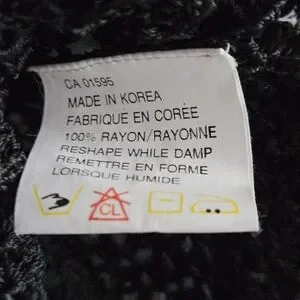 CA 01595
MADE IN KOREA
FABRIQUE EN CORÉE
100% RAYON/RAYONNE
RESHAPE WHILE DAMP
REMETTRE EN FORME
LORSQUE HUMIDE
CL